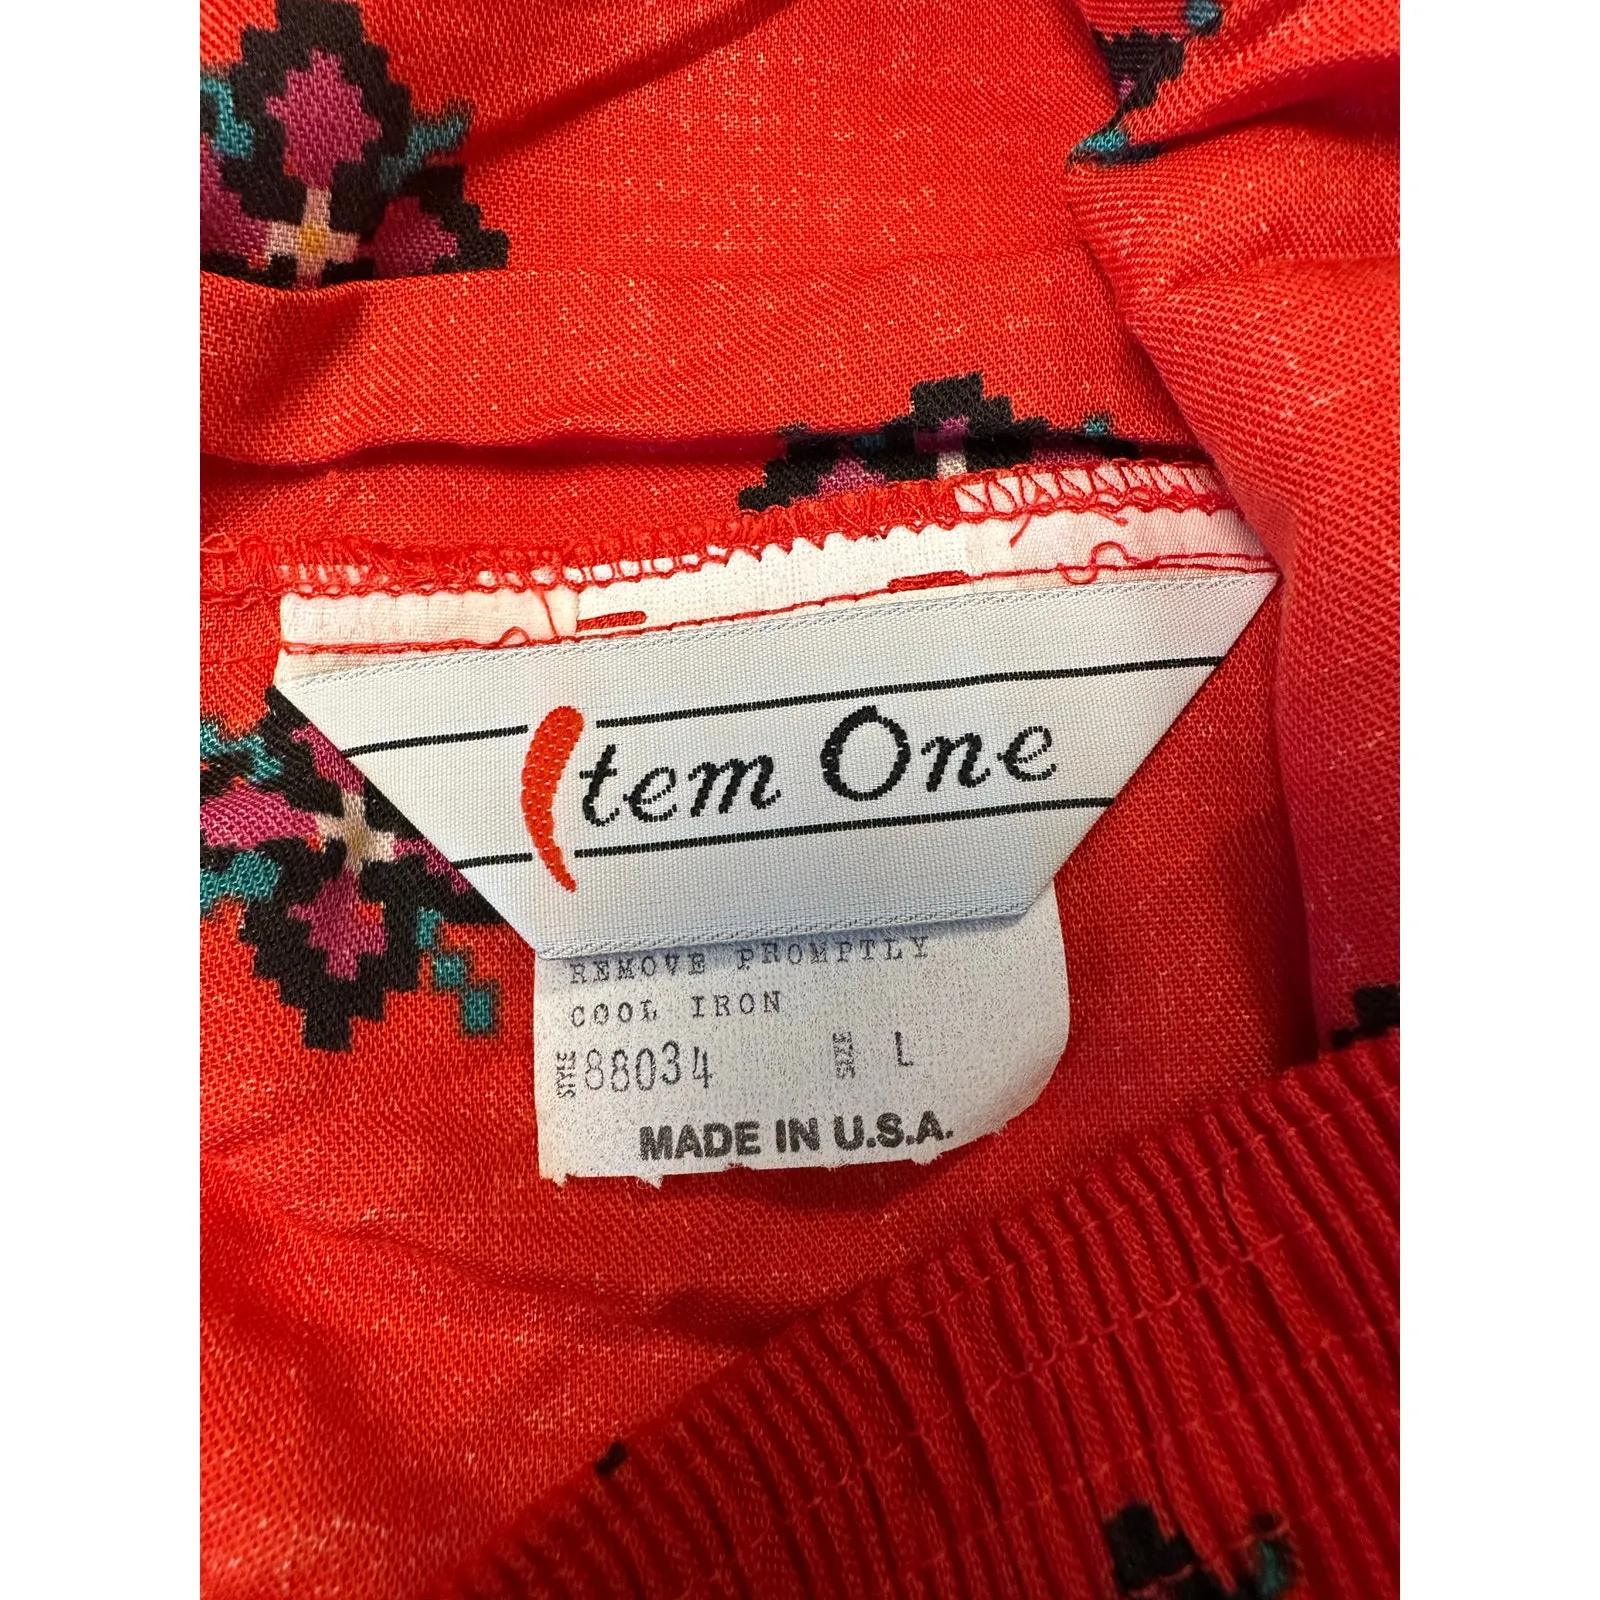 Item One
REMOVE PROMPTLY
COOL IRON
STYLE 88034 SIZE L
MADE IN U.S.A.